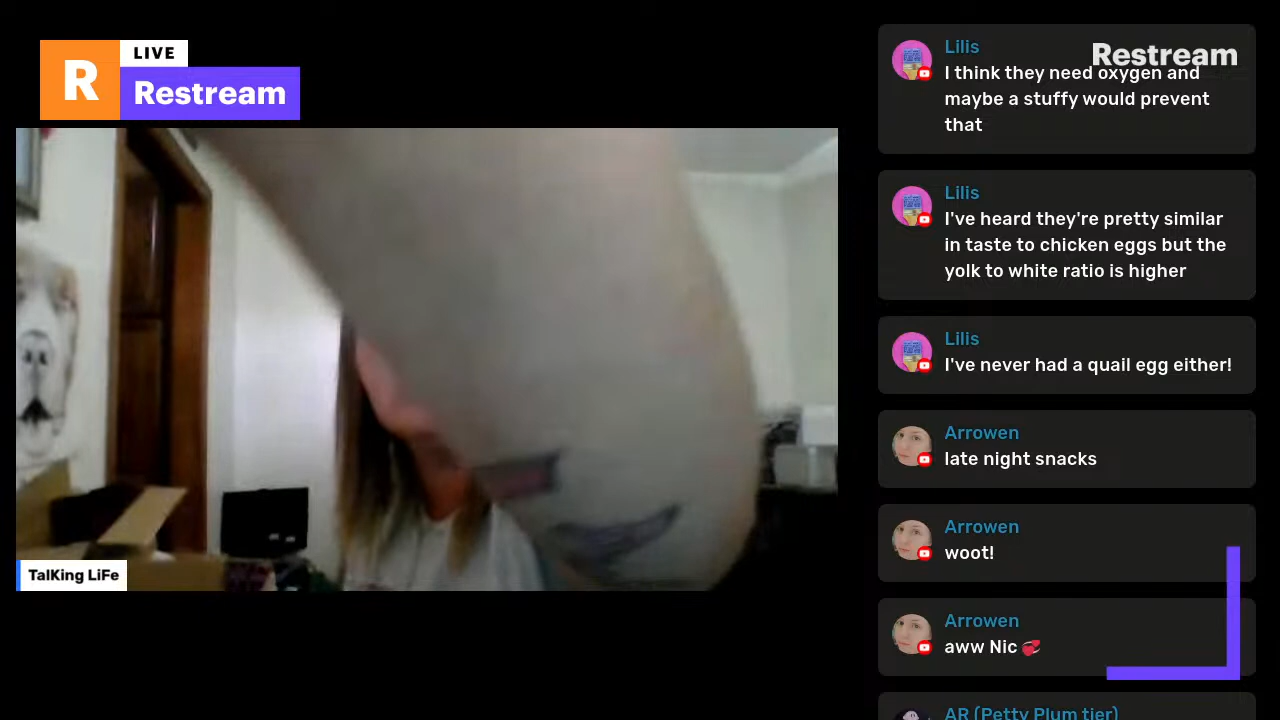 R
LIVE
Restream
TalKing LiFe
Restream
Lilis
I think they need oxygen and
maybe a stuffy would prevent
that
Lilis
I've heard they're pretty similar
in taste to chicken eggs but the
yolk to white ratio is higher
Lilis
I've never had a quail egg either!
Arrowen
late night snacks
Arrowen
woot!
Arrowen
aww Nic 💞
AR (Petty Plum tier)